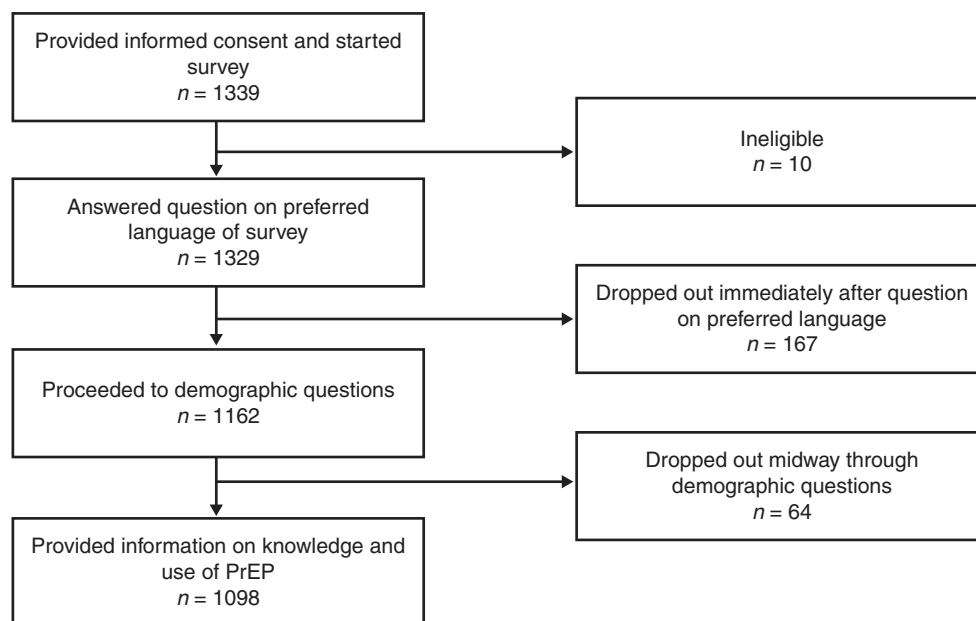 Provided informed consent and started
survey
n = 1339
Ineligible
n = 10
Answered question on preferred
language of survey
n = 1329
Dropped out immediately after question
on preferred language
n = 167
Proceeded to demographic questions
n = 1162
Dropped out midway through
demographic questions
n = 64
Provided information on knowledge and
use of PrEP
n = 1098